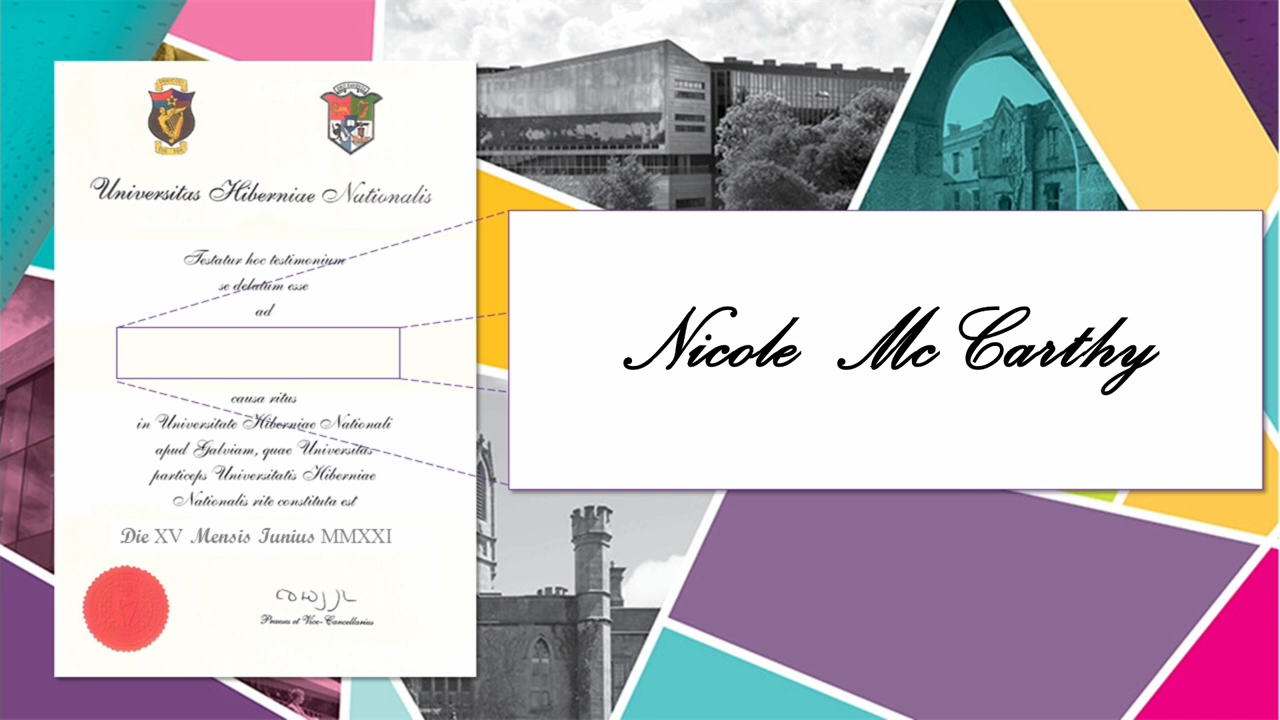 Universitas Hiberniae Nationalis
Testatur hoc testimonium
se delatum esse
ad
Nicole Mc Carthy
causa ritus
in Universitate Hiberniae Nationali
apud Galviam, quae Universitas
particeps Universitatis Hiberniae
Nationalis rite constituta est
Die XV Mensis Iunius MMXXI
Praeses et Vice-Cancellarius